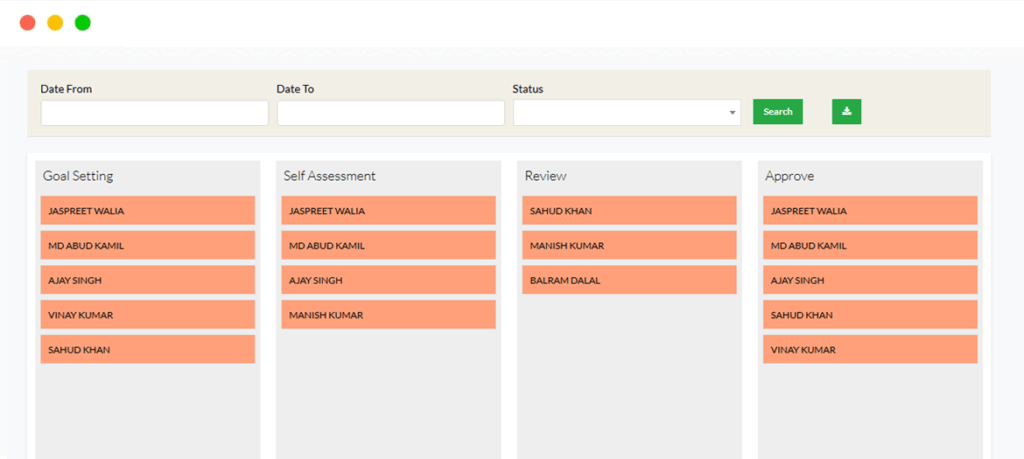 Date From
Date To
Status
Search
Goal Setting
JASPREET WALIA
MD ABUD KAMIL
AJAY SINGH
VINAY KUMAR
SAHUD KHAN
Self Assessment
JASPREET WALIA
MD ABUD KAMIL
AJAY SINGH
MANISH KUMAR
Review
SAHUD KHAN
MANISH KUMAR
BALRAM DALAL
Approve
JASPREET WALIA
MD ABUD KAMIL
AJAY SINGH
SAHUD KHAN
VINAY KUMAR